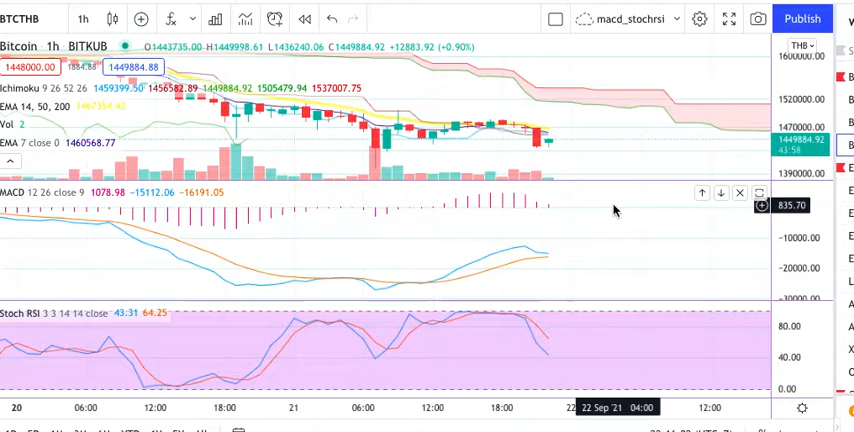 BTCTHB 1h macd_stochrsi Publish
Bitcoin · 1h · BITKUB O1443735.00 H1449998.61 L1436240.06 C1449884.92 +12883.92 (+0.90%) THB
1448000.00 1884.88 1449884.88 1600000.00
Ichimoku 9 26 52 26 1459399.50 1456582.89 1449884.92 1505479.94 1537007.75
1520000.00
EMA 14, 50, 200 1467354.43
Vol 2 1470000.00
EMA 7 close 0 1460568.77 1449884.92
43:58
1390000.00
MACD 12 26 close 9 1078.98 −15112.06 −16191.05
835.70
−10000.00
−20000.00
−30000.00
Stoch RSI 3 3 14 14 close 43.31 64.25
80.00
40.00
0.00
20 06:00 12:00 18:00 21 06:00 12:00 18:00 22 Sep '21 04:00 12:00